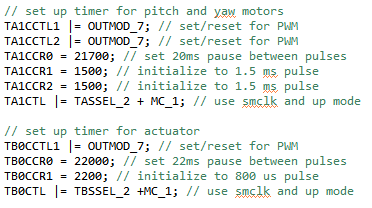 // set up timer for pitch and yaw motors
TA1CCTL1 |= OUTMOD_7; // set/reset for PWM
TA1CCTL2 |= OUTMOD_7; // set/reset for PWM
TA1CCR0 = 21700; // set 20ms pause between pulses
TA1CCR1 = 1500; // initialize to 1.5 ms pulse
TA1CCR2 = 1500; // initialize to 1.5 ms pulse
TA1CTL |= TASSEL_2 + MC_1; // use smclk and up mode
// set up timer for actuator
TB0CCTL1 |= OUTMOD_7; // set/reset for PWM
TB0CCR0 = 22000; // set 22ms pause between pulses
TB0CCR1 = 2200; // initialize to 800 us pulse
TB0CTL |= TBSSEL_2 +MC_1; // use smclk and up mode